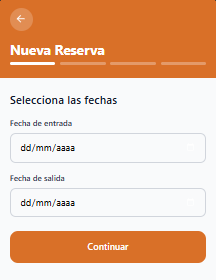 Nueva Reserva
Selecciona las fechas
Fecha de entrada
dd/mm/aaaa
Fecha de salida
dd/mm/aaaa
Continuar